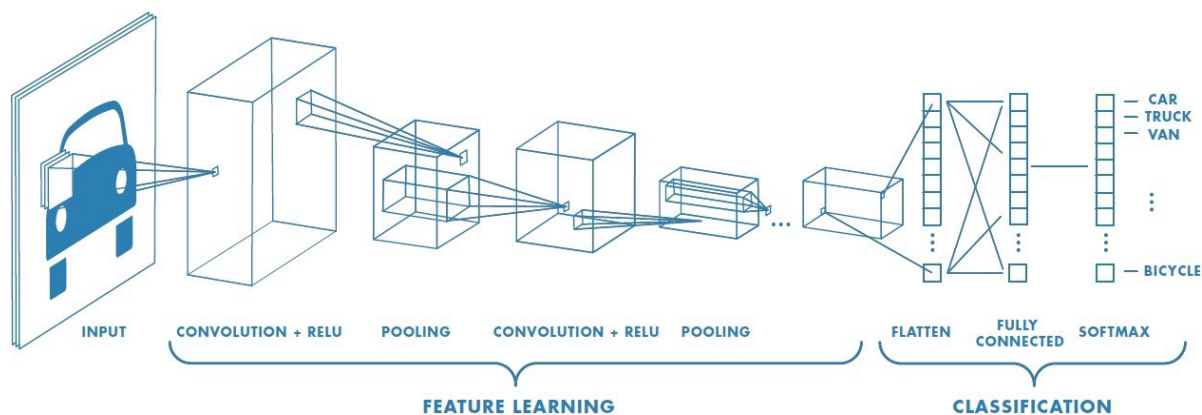 CAR
TRUCK
VAN
BICYCLE
INPUT
CONVOLUTION + RELU
POOLING
CONVOLUTION + RELU
POOLING
FLATTEN
FULLY
CONNECTED
SOFTMAX
FEATURE LEARNING
CLASSIFICATION